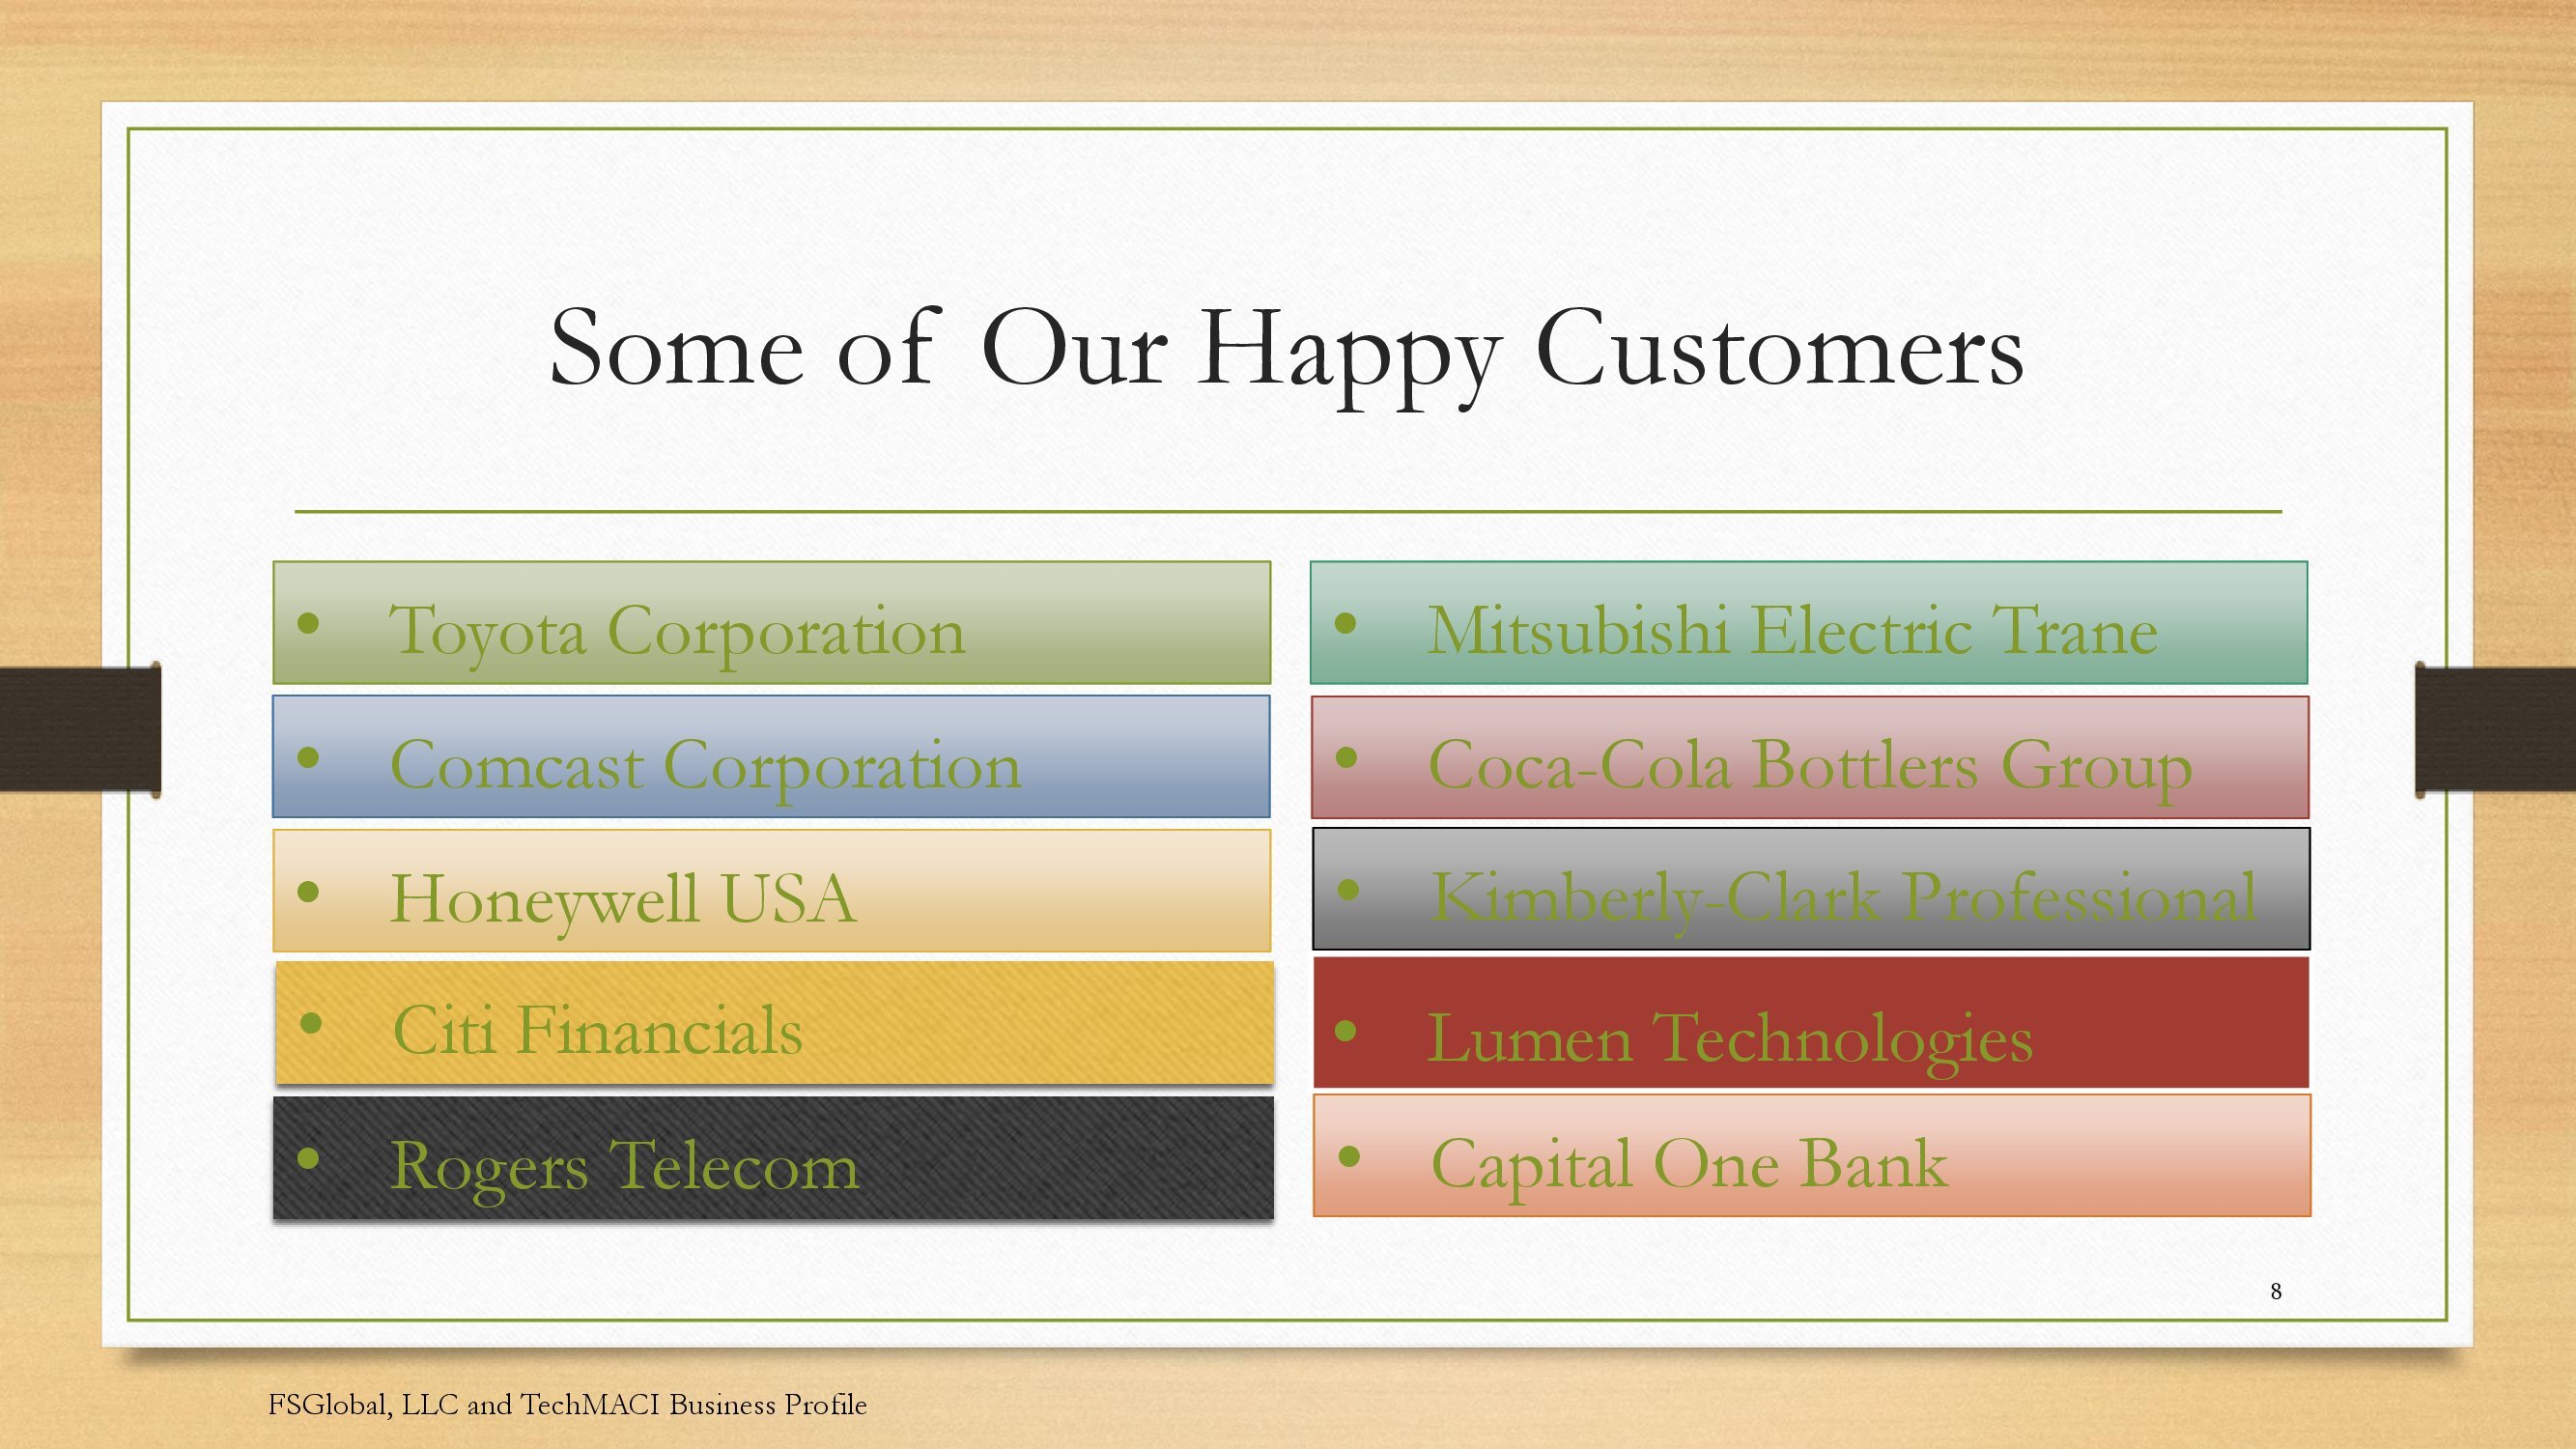 Some of Our Happy Customers
• Toyota Corporation
• Comcast Corporation
• Honeywell USA
• Citi Financials
• Rogers Telecom
• Mitsubishi Electric Trane
• Coca-Cola Bottlers Group
• Kimberly-Clark Professional
• Lumen Technologies
• Capital One Bank
8
FSGlobal, LLC and TechMACI Business Profile